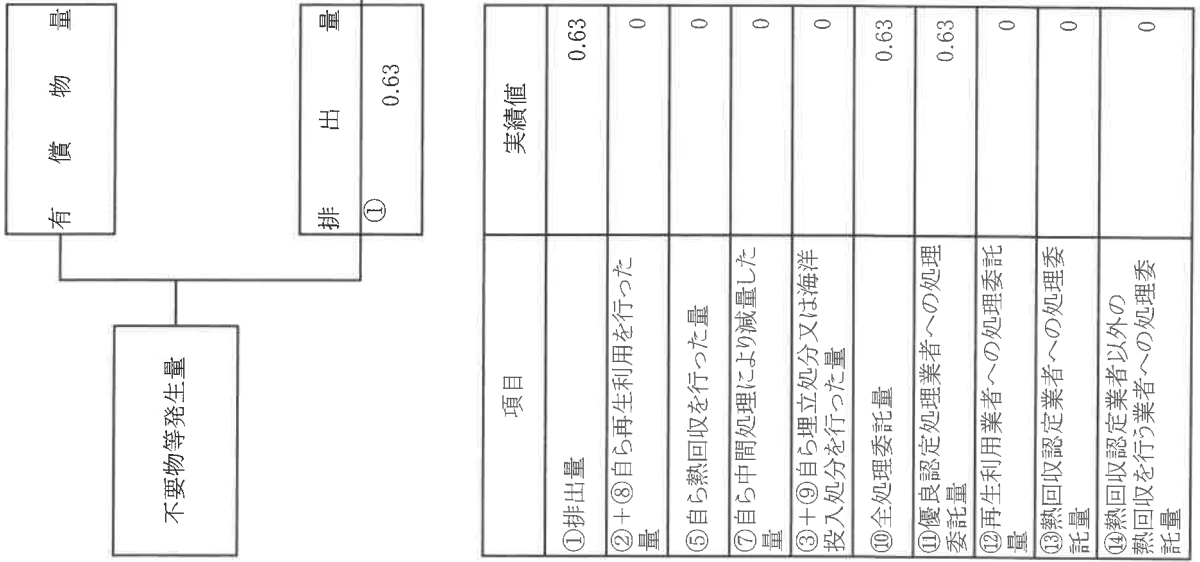 不要物等発生量
有償物量
排出量
①
0.63
項目
実績値
①排出量
0.63
②+⑧自ら再生利用を行った
量
0
⑤自ら熱回収を行った量
0
⑦自ら中間処理により減量した
量
0
③+⑨自ら埋立処分又は海洋
投入処分を行った量
0
⑩全処理委託量
0.63
⑪優良認定処理業者への処理
委託量
0.63
⑫再生利用業者への処理委託
量
0
⑬熱回収認定業者への処理委
託量
0
⑭熱回収認定業者以外の
熱回収を行う業者への処理委
託量
0